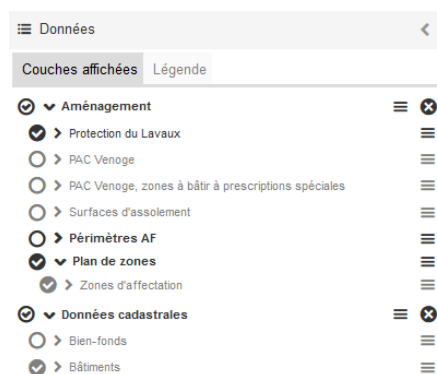 Données
Couches affichées Légende
Aménagement
Protection du Lavaux
PAC Venoge
PAC Venoge, zones à bâtir à prescriptions spéciales
Surfaces d'assolement
Périmètres AF
Plan de zones
Zones d'affectation
Données cadastrales
Bien-fonds
Bâtiments